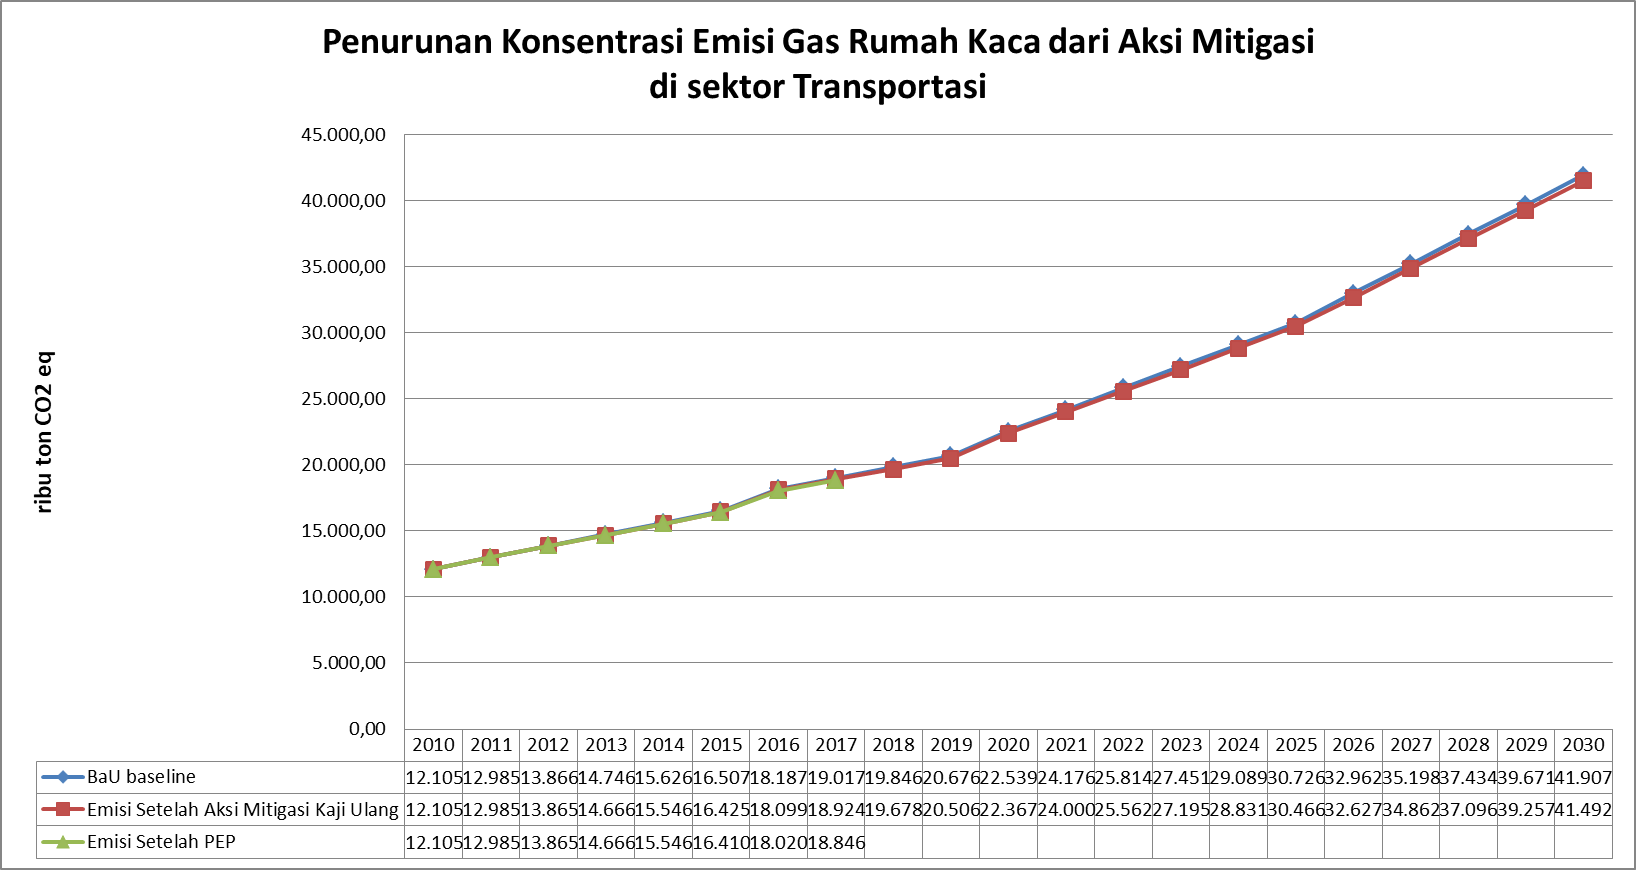 Penurunan Konsentrasi Emisi Gas Rumah Kaca dari Aksi Mitigasi
di sektor Transportasi
ribu ton CO2 eq
45.000,00
40.000,00
35.000,00
30.000,00
25.000,00
20.000,00
15.000,00
10.000,00
5.000,00
0,00
2010 2011 2012 2013 2014 2015 2016 2017 2018 2019 2020 2021 2022 2023 2024 2025 2026 2027 2028 2029 2030
BaU baseline 12.105 12.985 13.866 14.746 15.626 16.507 18.187 19.017 19.846 20.676 22.539 24.176 25.814 27.451 29.089 30.726 32.962 35.198 37.434 39.671 41.907
Emisi Setelah Aksi Mitigasi Kaji Ulang 12.105 12.985 13.865 14.666 15.546 16.425 18.099 18.924 19.678 20.506 22.367 24.000 25.562 27.195 28.831 30.466 32.627 34.862 37.096 39.257 41.492
Emisi Setelah PEP 12.105 12.985 13.865 14.666 15.546 16.410 18.020 18.846